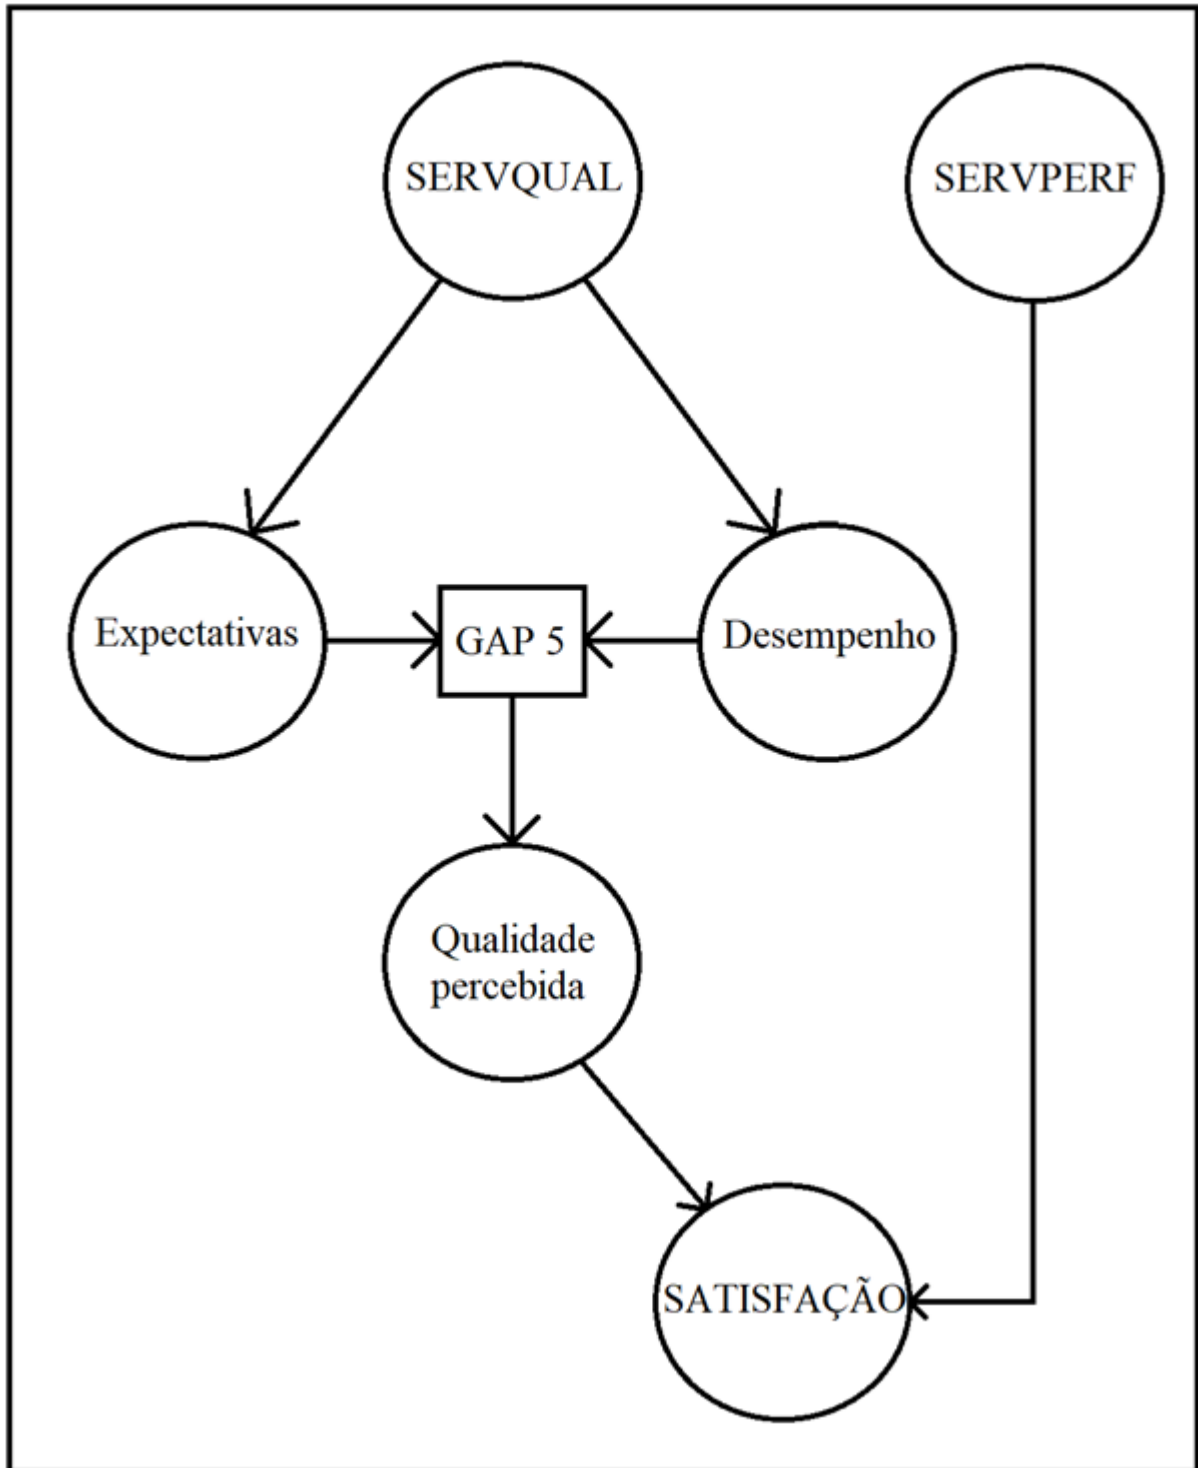 SERVQUAL
SERVPERF
Expectativas
GAP 5
Desempenho
Qualidade
percebida
SATISFAÇÃO